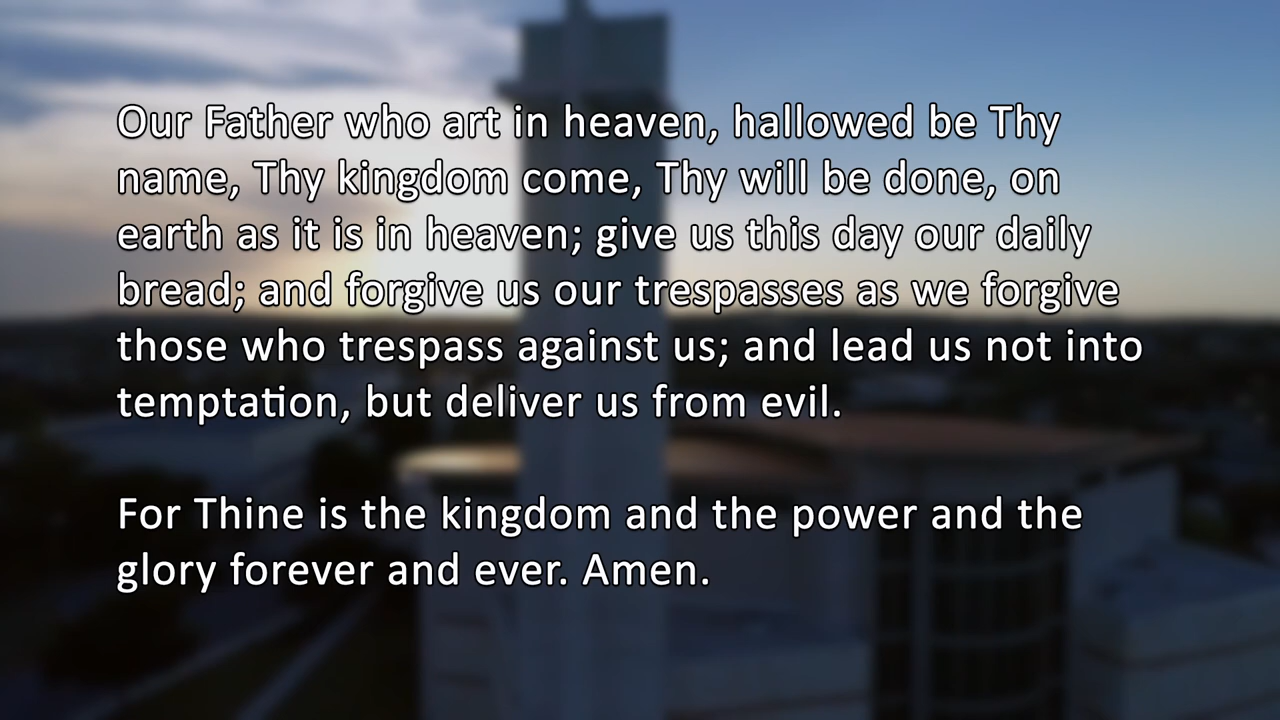 Our Father who art in heaven, hallowed be Thy
name, Thy kingdom come, Thy will be done, on
earth as it is in heaven; give us this day our daily
bread; and forgive us our trespasses as we forgive
those who trespass against us; and lead us not into
temptation, but deliver us from evil.
For Thine is the kingdom and the power and the
glory forever and ever. Amen.